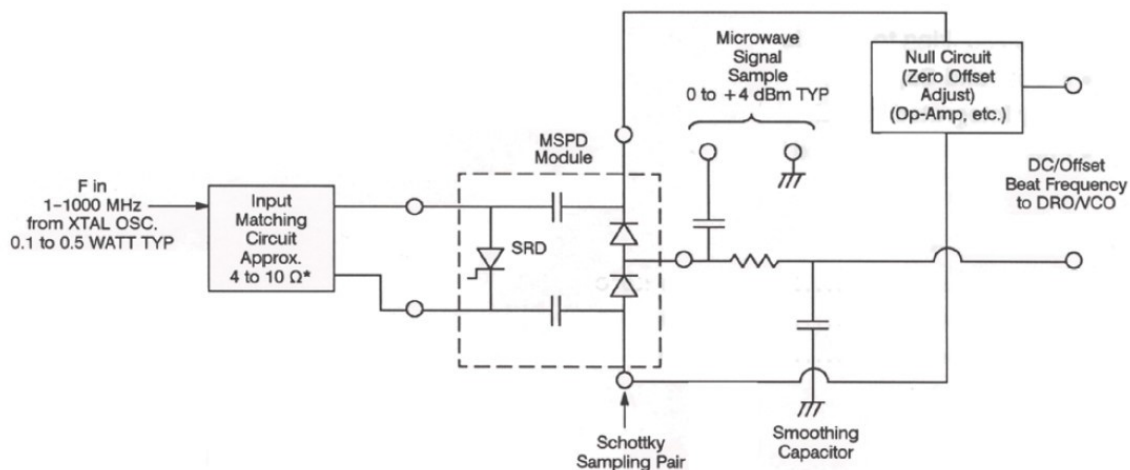 Microwave
Signal
Sample
0 to +4 dBm TYP
Null Circuit
(Zero Offset
Adjust)
(Op-Amp, etc.)
MSPD
Module
F in
1–1000 MHz
from XTAL OSC.
0.1 to 0.5 WATT TYP
Input
Matching
Circuit
Approx.
4 to 10 Ω*
SRD
DC/Offset
Beat Frequency
to DRO/VCO
Schottky
Sampling Pair
Smoothing
Capacitor